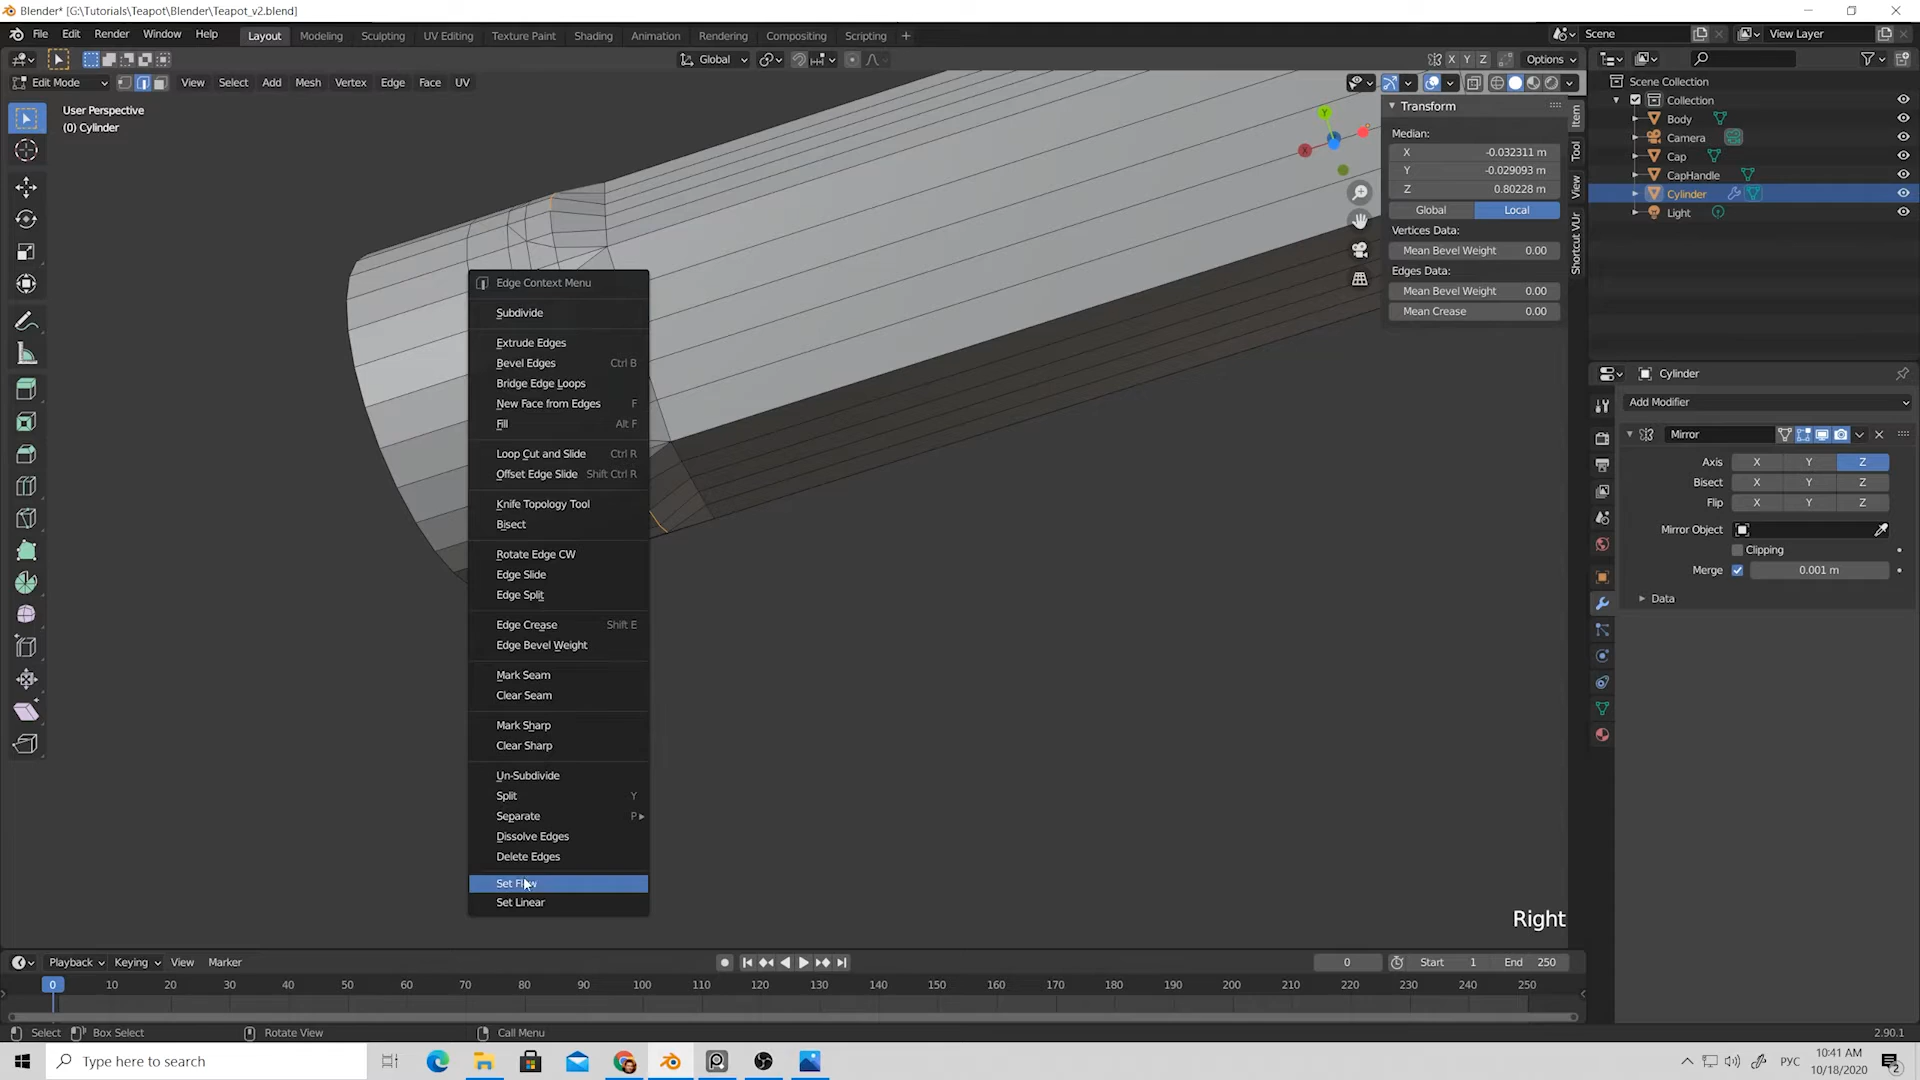 Blender* [G:\Tutorials\Teapot\Blender\Teapot_v2.blend]
File Edit Render Window Help Layout Modeling Sculpting UV Editing Texture Paint Shading Animation Rendering Compositing Scripting + Scene View Layer
Global X Y Z Options
Edit Mode View Select Add Mesh Vertex Edge Face UV
User Perspective
(0) Cylinder
Edge Context Menu
Subdivide
Extrude Edges
Bevel Edges Ctrl B
Bridge Edge Loops
New Face from Edges F
Fill Alt F
Loop Cut and Slide Ctrl R
Offset Edge Slide Shift Ctrl R
Knife Topology Tool
Bisect
Rotate Edge CW
Edge Slide
Edge Split
Edge Crease Shift E
Edge Bevel Weight
Mark Seam
Clear Seam
Mark Sharp
Clear Sharp
Un-Subdivide
Split Y
Separate P
Dissolve Edges
Delete Edges
Set Flow
Set Linear
Y
X
Transform
Median:
X -0.032311 m
Y -0.029093 m
Z 0.80228 m
Global Local
Vertices Data:
Mean Bevel Weight 0.00
Edges Data:
Mean Bevel Weight 0.00
Mean Crease 0.00
Item
Tool
View
Shortcut VUr
Scene Collection
Collection
Body
Camera
Cap
CapHandle
Cylinder
Light
Cylinder
Add Modifier
Mirror
Axis X Y Z
Bisect X Y Z
Flip X Y Z
Mirror Object
Clipping
Merge 0.001 m
Data
Right
Playback Keying View Marker 0 Start 1 End 250
0 10 20 30 40 50 60 70 80 90 100 110 120 130 140 150 160 170 180 190 200 210 220 230 240 250
Select Box Select Rotate View Call Menu 2.90.1
Type here to search
РУС
10:41 AM
10/18/2020
2